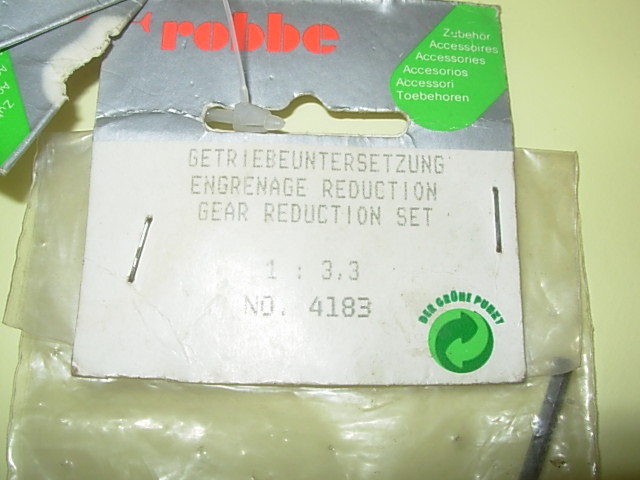 robbe
Zubehör
Accessoires
Accessories
Accesorios
Accessori
Toebehoren
GETRIEBEUNTERSETZUNG
ENGRENAGE REDUCTION
GEAR REDUCTION SET
1 : 3,3
NO. 4183
DER GRÜNE PUNKT